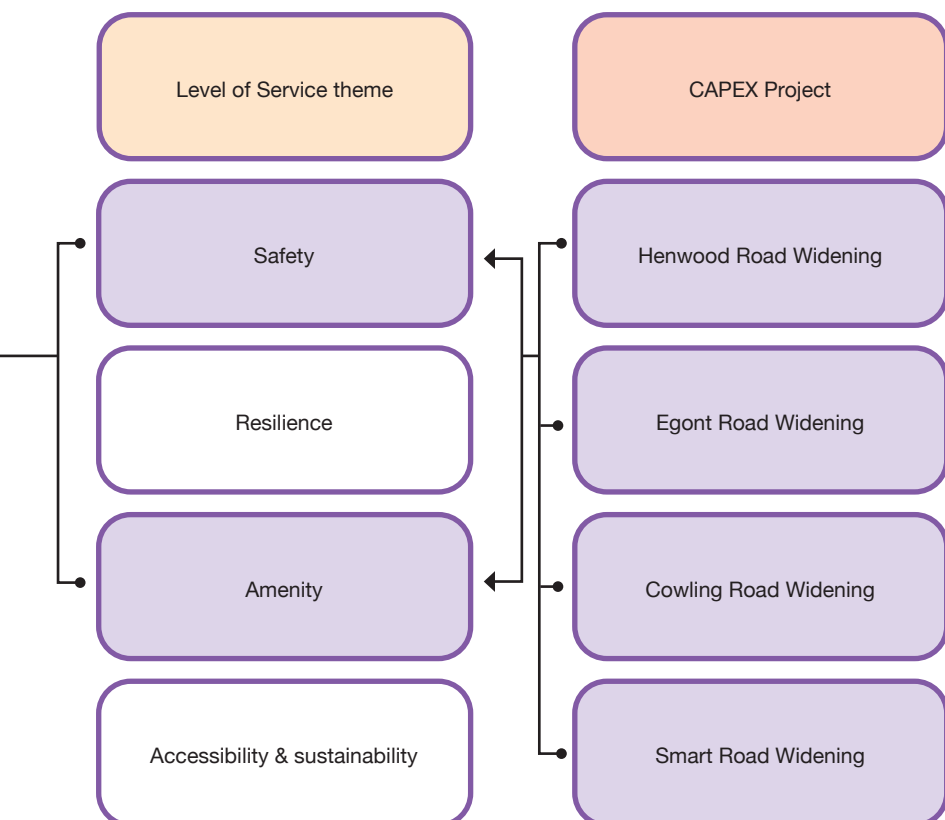 Level of Service theme
CAPEX Project
Safety
Henwood Road Widening
Resilience
Egont Road Widening
Amenity
Cowling Road Widening
Accessibility & sustainability
Smart Road Widening